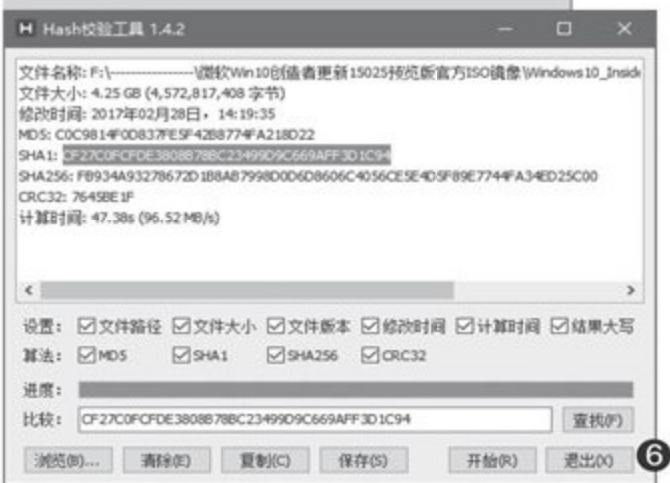 Hash校验工具 1.4.2
文件名称: F:\-----------------\微软Win10创造者更新15025预览版官方ISO镜像\Windows10_Inside
文件大小: 4.25 GB (4,572,817,408 字节)
修改时间: 2017年02月28日, 14:19:35
MD5: C0C9814F0D837FE5F42B8774FA218D22
SHA1: CF27C0FCFDE3808B78BC23499D9C669AFF3D1C94
SHA256: FB934A93278672D1B8AB7998D0D6D8606C4056CE5E4D5F89E7744FA34ED25C00
CRC32: 7645BE1F
计算时间: 47.38s (96.52 MB/s)
设置: 文件路径 文件大小 文件版本 修改时间 计算时间 结果大写
算法: MD5 SHA1 SHA256 CRC32
进度:
比较: CF27C0FCFDE3808B78BC23499D9C669AFF3D1C94 查找(F)
浏览(B)... 清除(E) 复制(C) 保存(S) 开始(R) 退出(X) 6